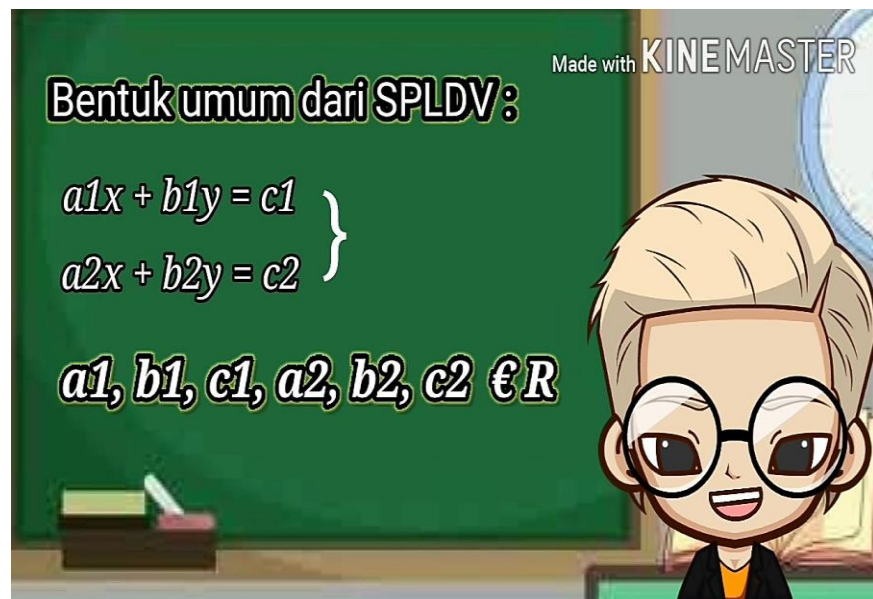 Made with KINEMASTER
Bentuk umum dari SPLDV :
a1x + b1y = c1
a2x + b2y = c2
}
a1, b1, c1, a2, b2, c2 € R